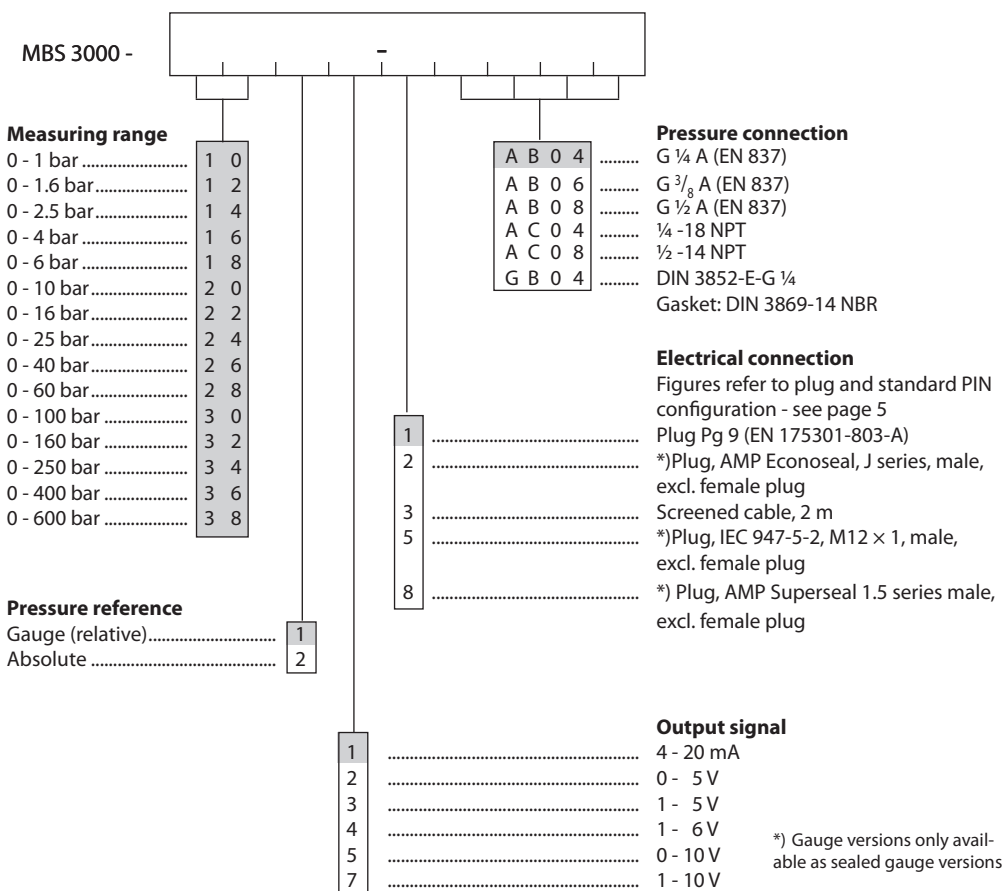 MBS 3000 -
-
Measuring range
0 - 1 bar ........................ 1 0
0 - 1.6 bar..................... 1 2
0 - 2.5 bar..................... 1 4
0 - 4 bar ........................ 1 6
0 - 6 bar ........................ 1 8
0 - 10 bar...................... 2 0
0 - 16 bar...................... 2 2
0 - 25 bar...................... 2 4
0 - 40 bar...................... 2 6
0 - 60 bar...................... 2 8
0 - 100 bar ................... 3 0
0 - 160 bar ................... 3 2
0 - 250 bar ................... 3 4
0 - 400 bar ................... 3 6
0 - 600 bar ................... 3 8
Pressure reference
Gauge (relative)............................. 1
Absolute .......................................... 2
Pressure connection
A B 0 4 ......... G ¼ A (EN 837)
A B 0 6 ......... G 3/8 A (EN 837)
A B 0 8 ......... G ½ A (EN 837)
A C 0 4 ......... ¼ -18 NPT
A C 0 8 ......... ½ -14 NPT
G B 0 4 ......... DIN 3852-E-G ¼
Gasket: DIN 3869-14 NBR
Electrical connection
Figures refer to plug and standard PIN
configuration - see page 5
1 ............................................... Plug Pg 9 (EN 175301-803-A)
2 ............................................... *)Plug, AMP Econoseal, J series, male,
excl. female plug
3 ............................................... Screened cable, 2 m
5 ............................................... *)Plug, IEC 947-5-2, M12 × 1, male,
excl. female plug
8 ............................................... *) Plug, AMP Superseal 1.5 series male,
excl. female plug
Output signal
1 ......................................................... 4 - 20 mA
2 ......................................................... 0 - 5 V
3 ......................................................... 1 - 5 V
4 ......................................................... 1 - 6 V
5 ......................................................... 0 - 10 V
7 ......................................................... 1 - 10 V
*) Gauge versions only avail-
able as sealed gauge versions